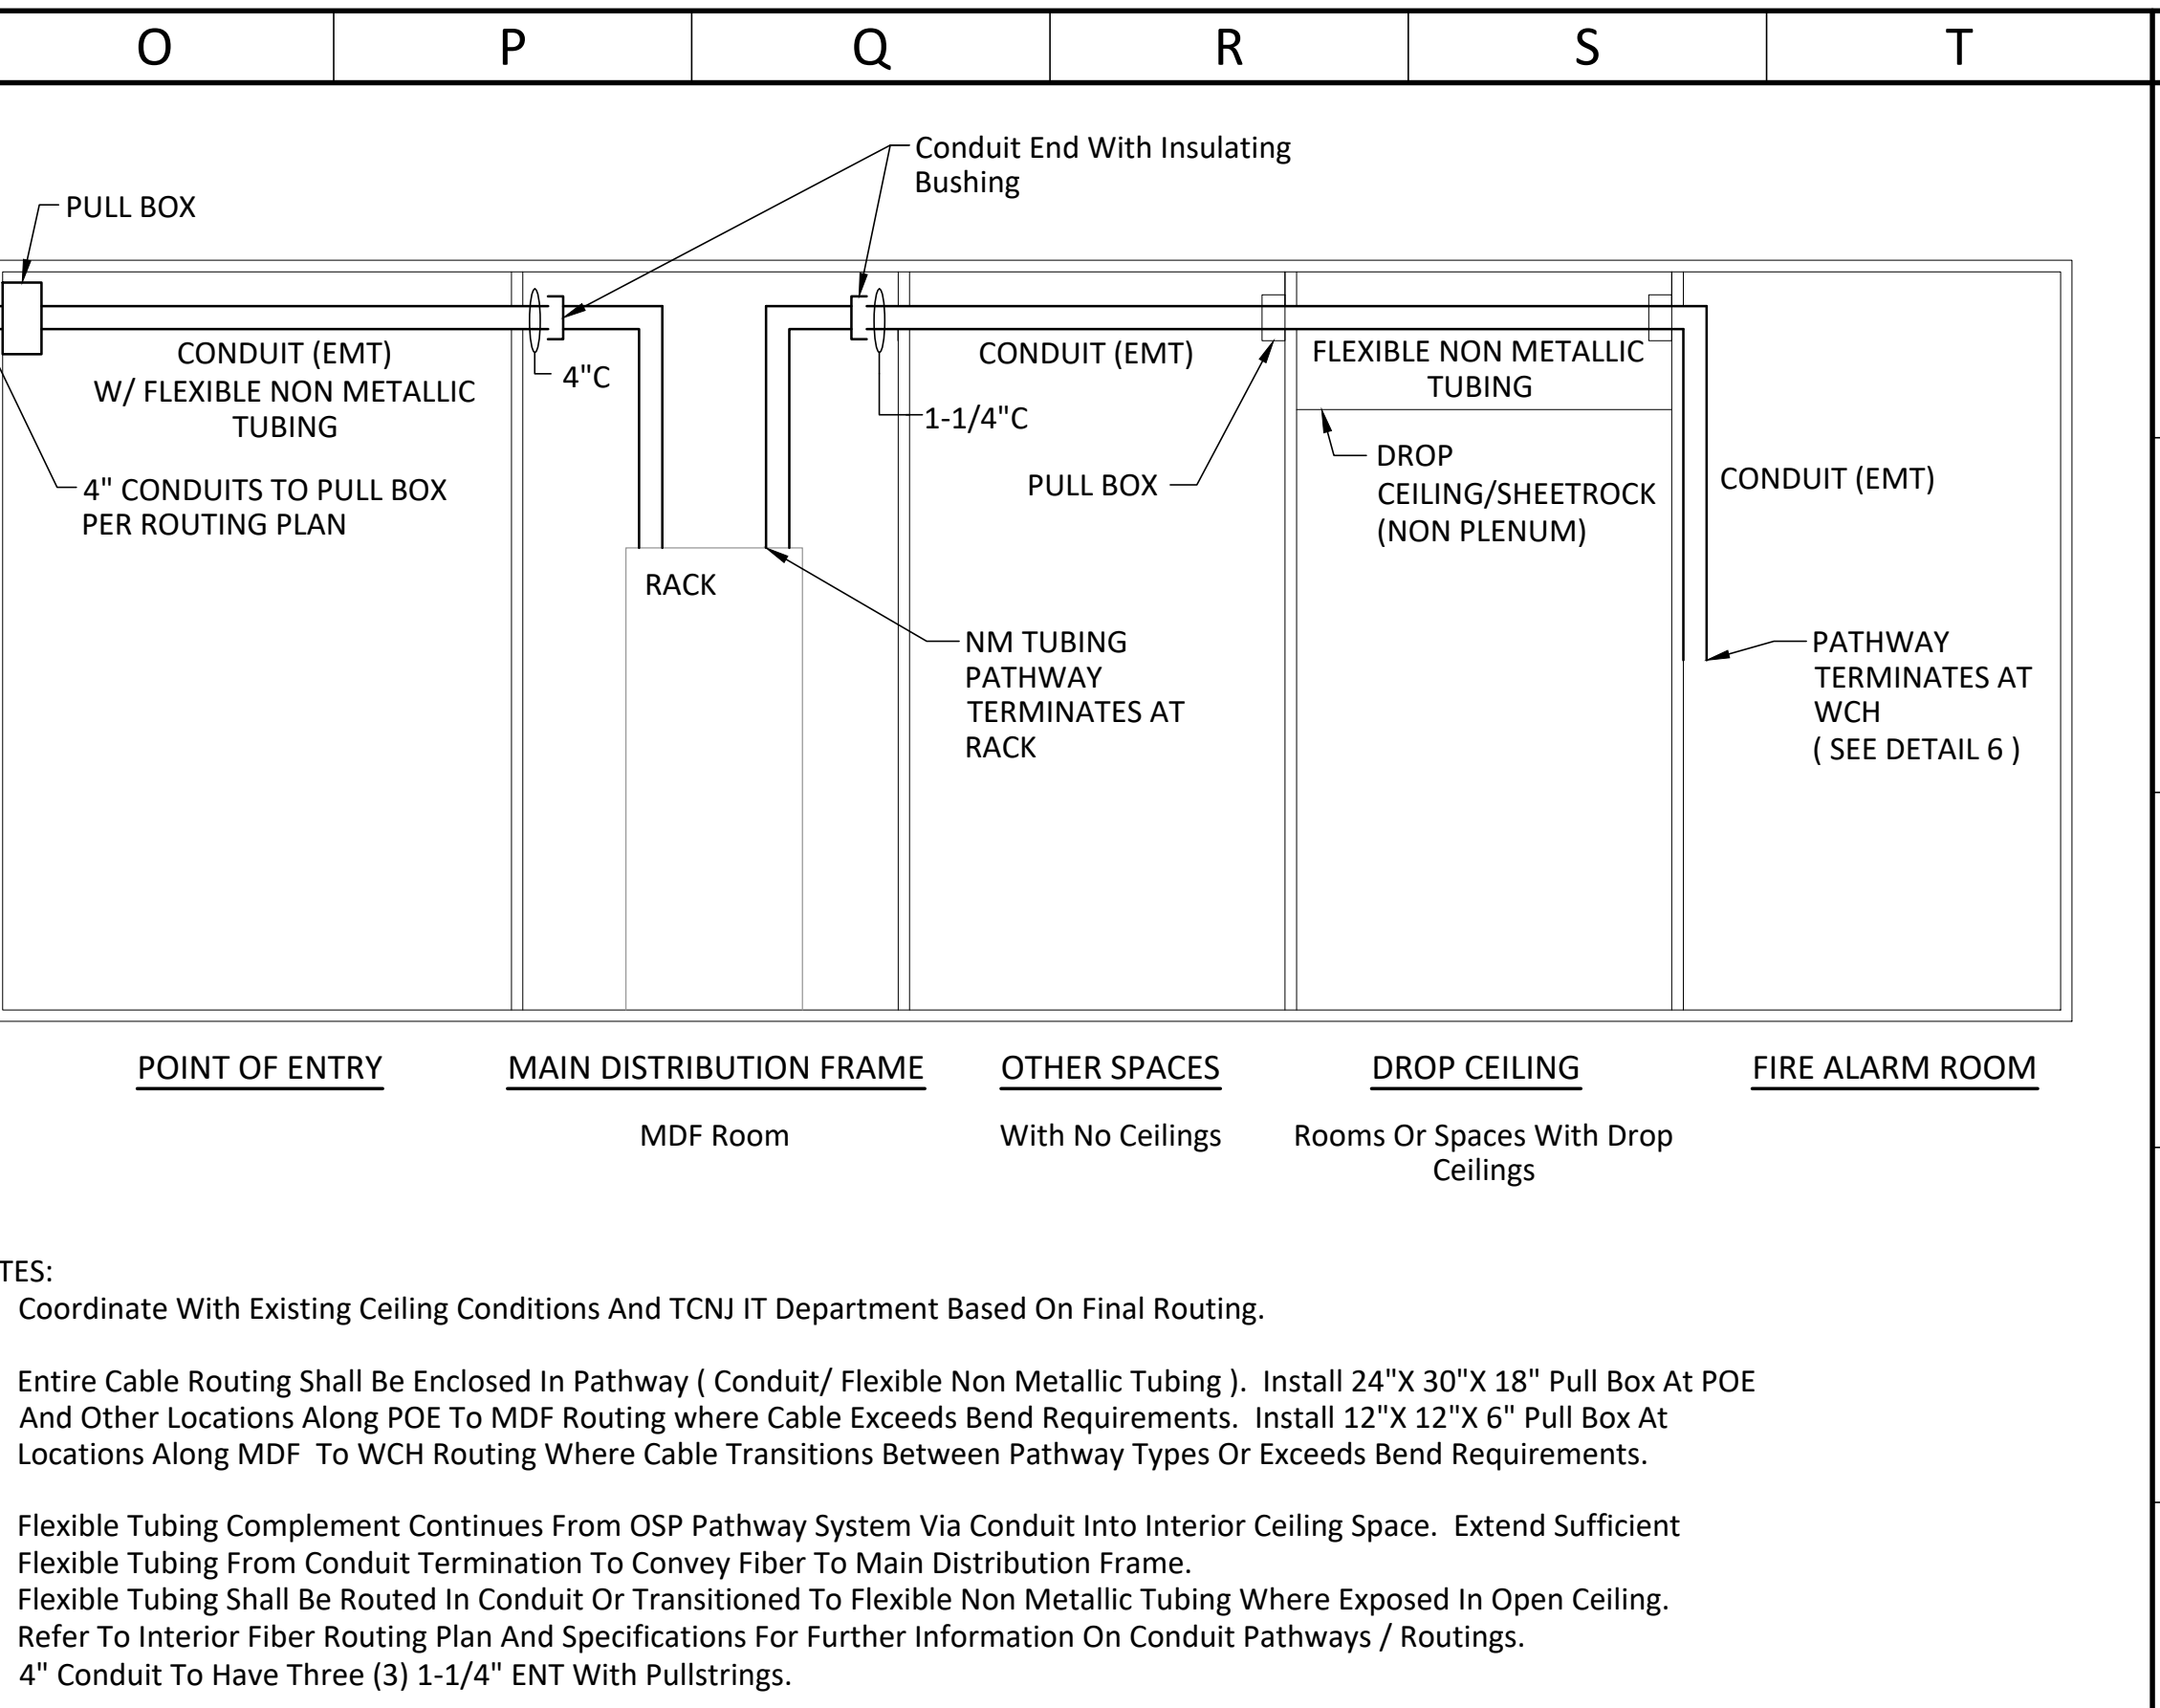 O P Q R S T
Conduit End With Insulating
Bushing
PULL BOX
CONDUIT (EMT)
W/ FLEXIBLE NON METALLIC
TUBING
4"C
CONDUIT (EMT)
FLEXIBLE NON METALLIC
TUBING
1-1/4"C
4" CONDUITS TO PULL BOX
PER ROUTING PLAN
PULL BOX
DROP
CEILING/SHEETROCK
(NON PLENUM)
CONDUIT (EMT)
RACK
NM TUBING
PATHWAY
TERMINATES AT
RACK
PATHWAY
TERMINATES AT
WCH
( SEE DETAIL 6 )
POINT OF ENTRY
MAIN DISTRIBUTION FRAME
MDF Room
OTHER SPACES
With No Ceilings
DROP CEILING
Rooms Or Spaces With Drop
Ceilings
FIRE ALARM ROOM
TES:
Coordinate With Existing Ceiling Conditions And TCNJ IT Department Based On Final Routing.
Entire Cable Routing Shall Be Enclosed In Pathway ( Conduit/ Flexible Non Metallic Tubing ).  Install 24"X 30"X 18" Pull Box At POE
And Other Locations Along POE To MDF Routing where Cable Exceeds Bend Requirements.  Install 12"X 12"X 6" Pull Box At
Locations Along MDF  To WCH Routing Where Cable Transitions Between Pathway Types Or Exceeds Bend Requirements.
Flexible Tubing Complement Continues From OSP Pathway System Via Conduit Into Interior Ceiling Space.  Extend Sufficient
Flexible Tubing From Conduit Termination To Convey Fiber To Main Distribution Frame.
Flexible Tubing Shall Be Routed In Conduit Or Transitioned To Flexible Non Metallic Tubing Where Exposed In Open Ceiling.
Refer To Interior Fiber Routing Plan And Specifications For Further Information On Conduit Pathways / Routings.
4" Conduit To Have Three (3) 1-1/4" ENT With Pullstrings.